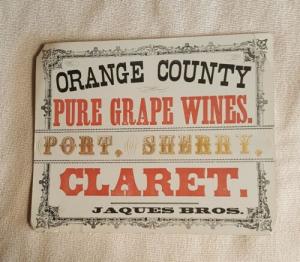 ORANGE COUNTY
PURE GRAPE WINES.
PORT, SHERRY,
CLARET.
JAQUES BROS.